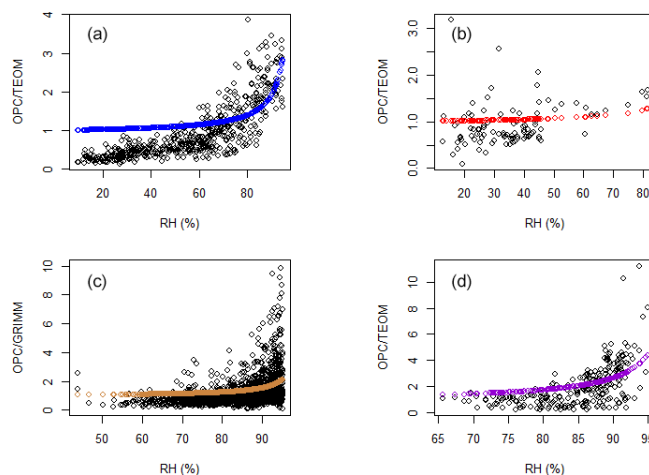 (a)
OPC/TEOM
4
3
2
1
0
20 40 60 80
RH (%)
(b)
OPC/TEOM
3.0
2.0
1.0
0.0
10 20 30 40 50 60 70 80
RH (%)
(c)
OPC/GRIMM
10
8
6
4
2
0
50 60 70 80 90
RH (%)
(d)
OPC/TEOM
10
8
6
4
2
0
65 70 75 80 85 90 95
RH (%)